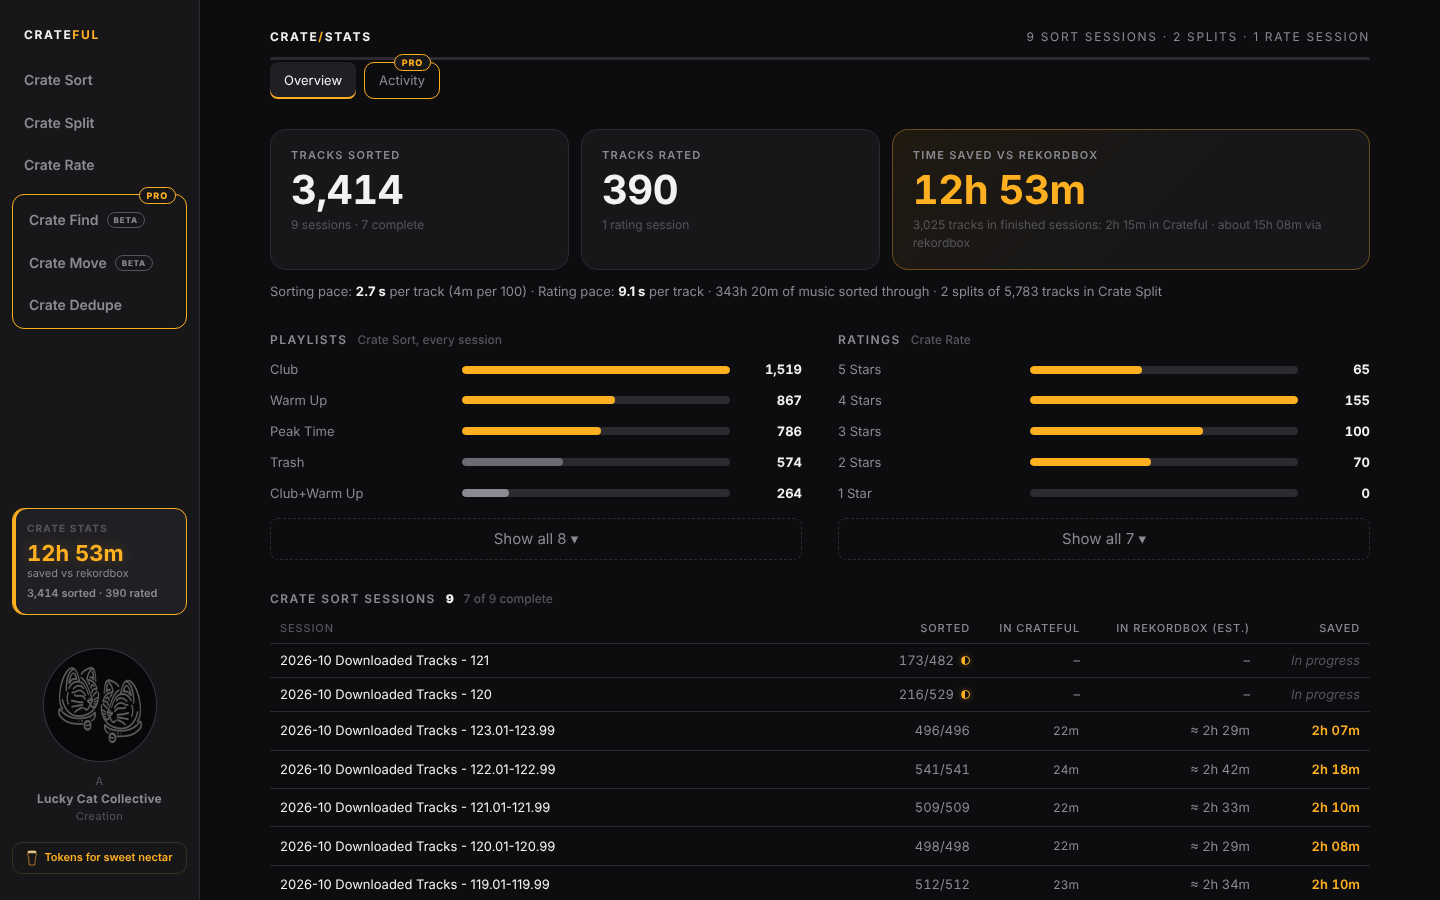 CRATEFUL
Crate Sort
Crate Split
Crate Rate
PRO
Crate Find BETA
Crate Move BETA
Crate Dedupe
CRATE STATS
12h 53m
saved vs rekordbox
3,414 sorted · 390 rated
A
Lucky Cat Collective
Creation
Tokens for sweet nectar
CRATE/STATS
9 SORT SESSIONS · 2 SPLITS · 1 RATE SESSION
Overview
PRO
Activity
TRACKS SORTED
3,414
9 sessions · 7 complete
TRACKS RATED
390
1 rating session
TIME SAVED VS REKORDBOX
12h 53m
3,025 tracks in finished sessions: 2h 15m in Crateful · about 15h 08m via
rekordbox
Sorting pace: 2.7 s per track (4m per 100) · Rating pace: 9.1 s per track · 343h 20m of music sorted through · 2 splits of 5,783 tracks in Crate Split
PLAYLISTS Crate Sort, every session
Club 1,519
Warm Up 867
Peak Time 786
Trash 574
Club+Warm Up 264
Show all 8 ▾
RATINGS Crate Rate
5 Stars 65
4 Stars 155
3 Stars 100
2 Stars 70
1 Star 0
Show all 7 ▾
CRATE SORT SESSIONS 9 7 of 9 complete
SESSION SORTED IN CRATEFUL IN REKORDBOX (EST.) SAVED
2026-10 Downloaded Tracks - 121 173/482 – – In progress
2026-10 Downloaded Tracks - 120 216/529 – – In progress
2026-10 Downloaded Tracks - 123.01-123.99 496/496 22m ≈ 2h 29m 2h 07m
2026-10 Downloaded Tracks - 122.01-122.99 541/541 24m ≈ 2h 42m 2h 18m
2026-10 Downloaded Tracks - 121.01-121.99 509/509 22m ≈ 2h 33m 2h 10m
2026-10 Downloaded Tracks - 120.01-120.99 498/498 22m ≈ 2h 29m 2h 08m
2026-10 Downloaded Tracks - 119.01-119.99 512/512 23m ≈ 2h 34m 2h 10m